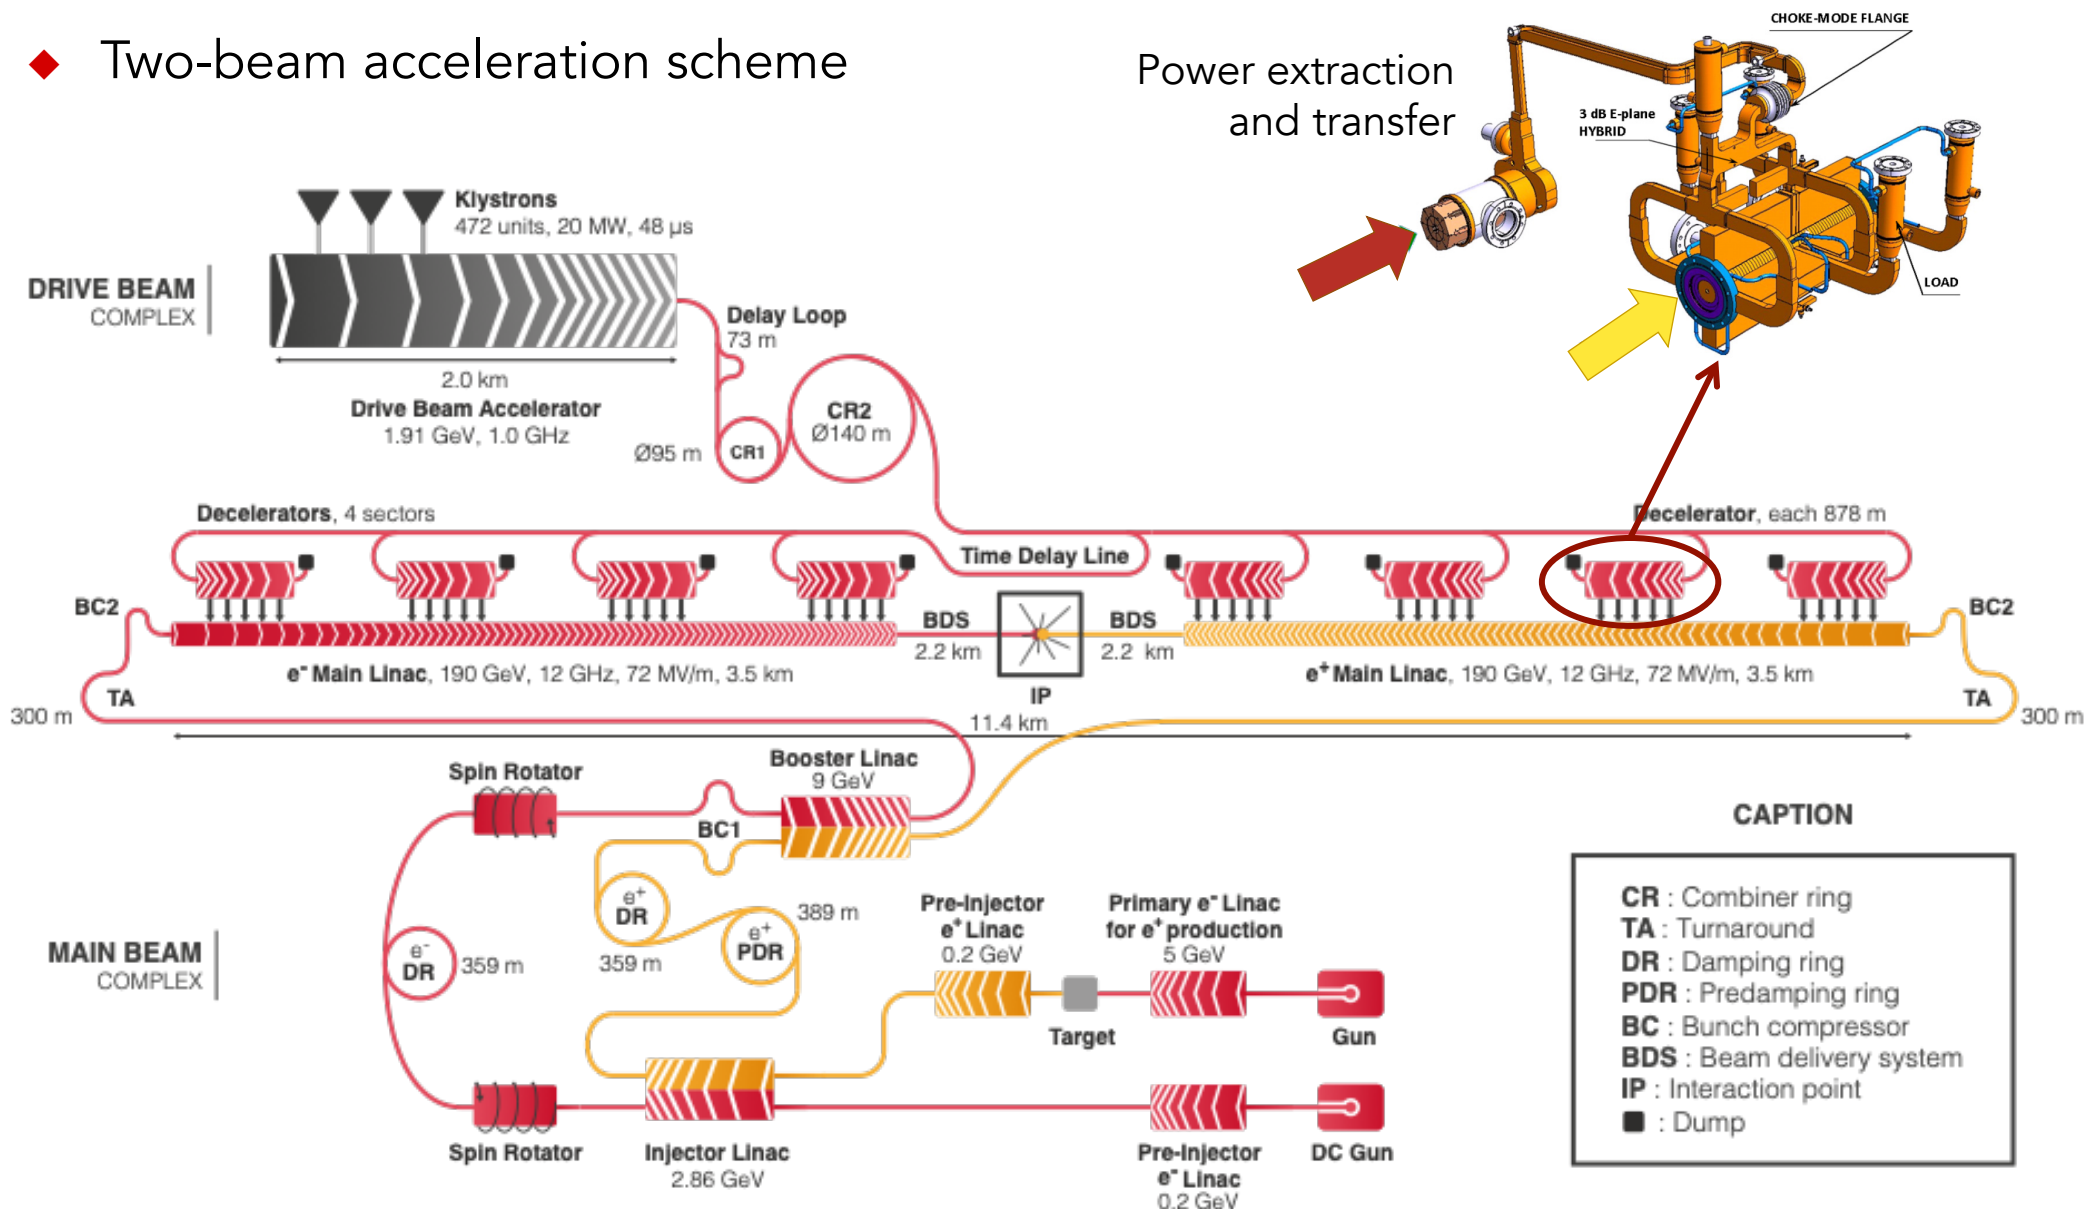 Two-beam acceleration scheme
Power extraction
and transfer
CHOKE-MODE FLANGE
3 dB E-plane
HYBRID
LOAD
Klystrons
472 units, 20 MW, 48 µs
DRIVE BEAM
COMPLEX
2.0 km
Drive Beam Accelerator
1.91 GeV, 1.0 GHz
Delay Loop
73 m
CR2
Ø140 m
Ø95 m
CR1
Decelerators, 4 sectors
Decelerator, each 878 m
Time Delay Line
BC2
BDS
2.2 km
BDS
2.2 km
BC2
e- Main Linac, 190 GeV, 12 GHz, 72 MV/m, 3.5 km
e+ Main Linac, 190 GeV, 12 GHz, 72 MV/m, 3.5 km
IP
TA
300 m
TA
300 m
11.4 km
Spin Rotator
Booster Linac
9 GeV
BC1
MAIN BEAM
COMPLEX
e-
DR
359 m
e+
DR
359 m
e+
PDR
389 m
Pre-Injector
e+ Linac
0.2 GeV
Primary e- Linac
for e+ production
5 GeV
Target
Gun
Spin Rotator
Injector Linac
2.86 GeV
Pre-Injector
e- Linac
0.2 GeV
DC Gun
CAPTION
CR : Combiner ring
TA : Turnaround
DR : Damping ring
PDR : Predamping ring
BC : Bunch compressor
BDS : Beam delivery system
IP : Interaction point
: Dump